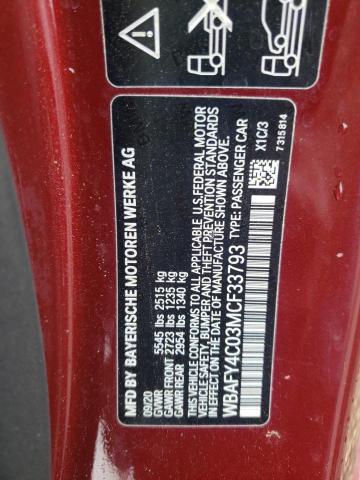 MFD BY BAYERISCHE MOTOREN WERKE AG
09/20
GVWR 5545 lbs 2515 kg
GAWR FRONT 2723 lbs 1235 kg
GAWR REAR 2954 lbs 1340 kg
THIS VEHICLE CONFORMS TO ALL APPLICABLE U.S.FEDERAL MOTOR
VEHICLE SAFETY, BUMPER, AND THEFT PREVENTION STANDARDS
IN EFFECT ON THE DATE OF MANUFACTURE SHOWN ABOVE.
WBAFY4C03MCF33793 TYPE: PASSENGER CAR
X1C/3
7 315 814